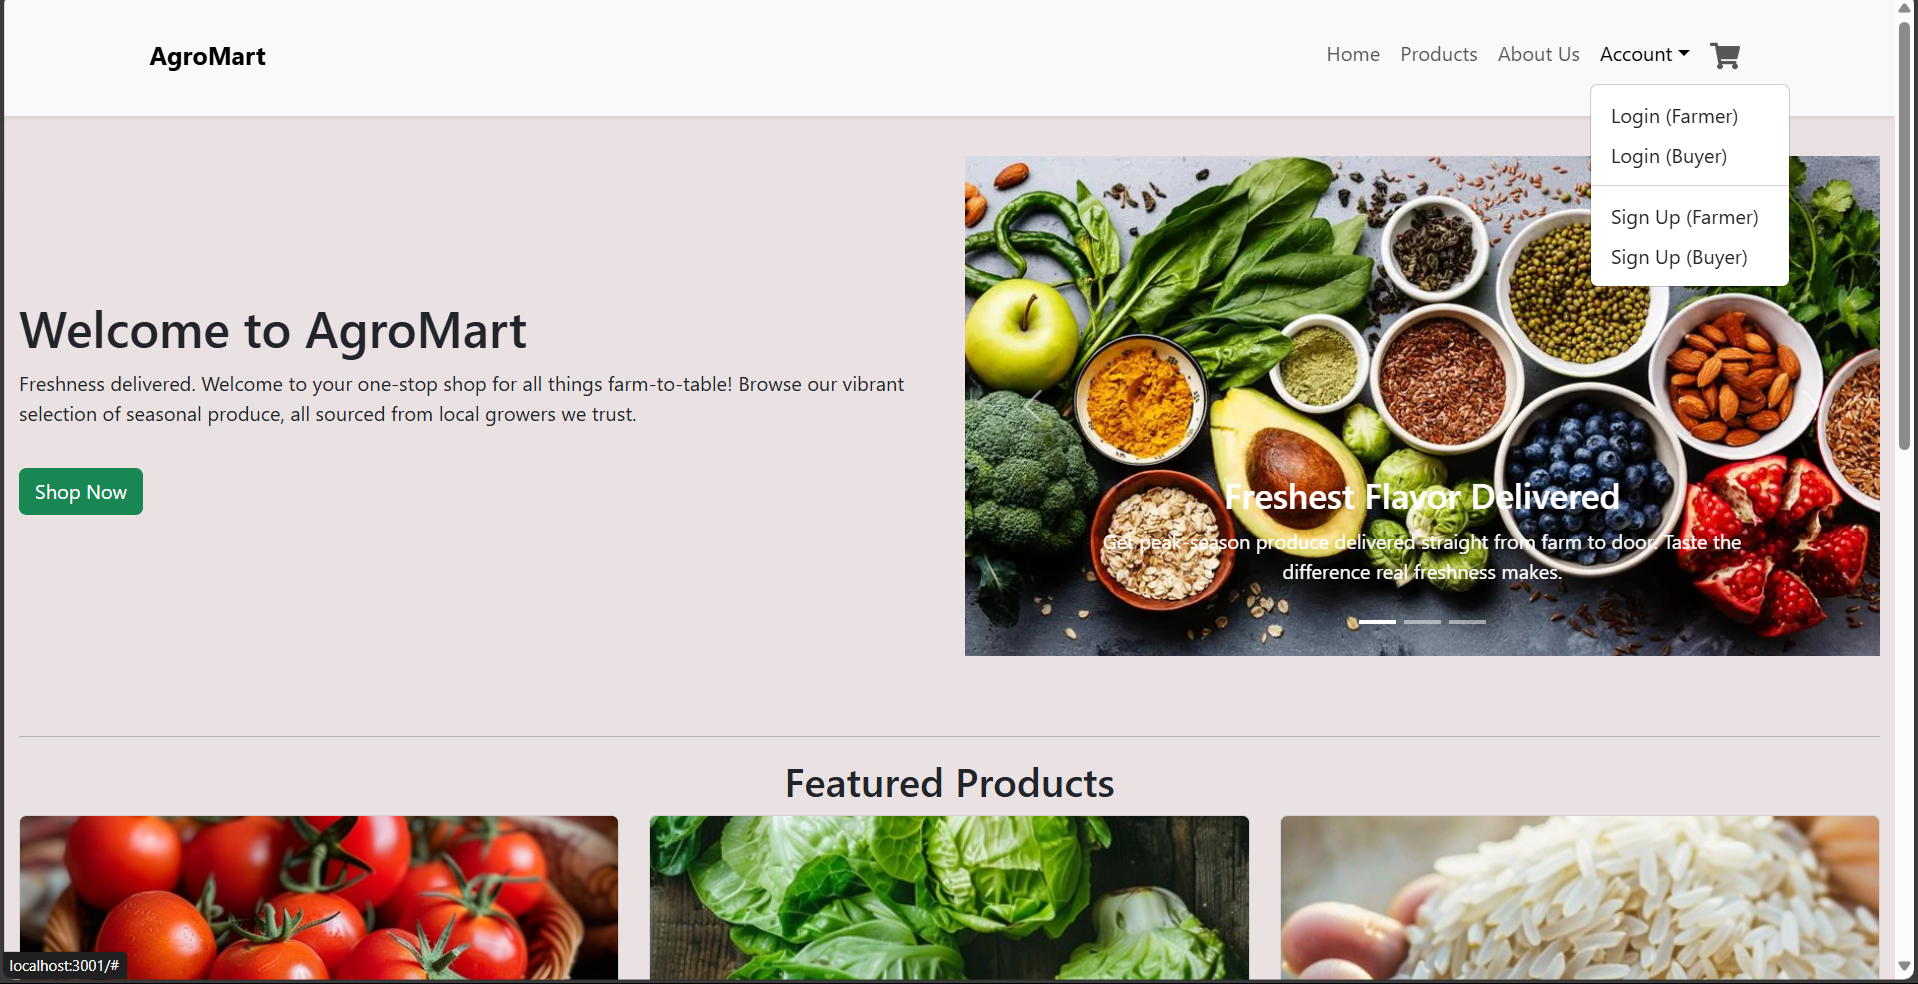 AgroMart
Home
Products
About Us
Account
Login (Farmer)
Login (Buyer)
Sign Up (Farmer)
Sign Up (Buyer)
Welcome to AgroMart
Freshness delivered. Welcome to your one-stop shop for all things farm-to-table! Browse our vibrant
selection of seasonal produce, all sourced from local growers we trust.
Shop Now
Freshest Flavor Delivered
Get peak-season produce delivered straight from farm to door. Taste the
difference real freshness makes.
Featured Products
localhost:3001/#